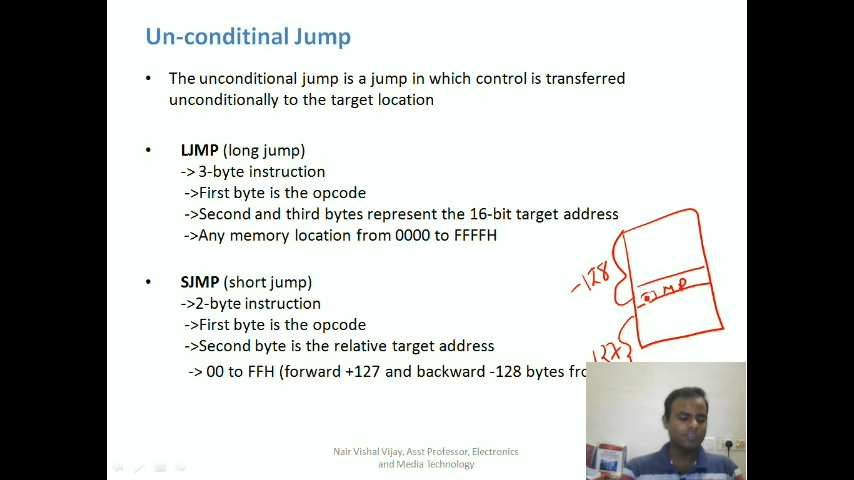 Un-conditinal Jump
• The unconditional jump is a jump in which control is transferred
unconditionally to the target location
• LJMP (long jump)
-> 3-byte instruction
->First byte is the opcode
->Second and third bytes represent the 16-bit target address
->Any memory location from 0000 to FFFFH
• SJMP (short jump)
->2-byte instruction
->First byte is the opcode
->Second byte is the relative target address
-> 00 to FFH (forward +127 and backward -128 bytes
-128
JMP
127
Nair Vishal Vijay, Asst Professor, Electronics
and Media Technology